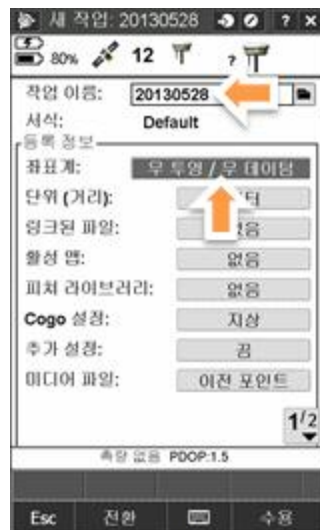 새 작업: 20130528 ? ×
80% 12 ?
작업 이름: 20130528
서식: Default
등록 정보
좌표계: 무 투영 / 무 데이텀
단위 (거리): 터
링크된 파일: 없음
활성 맵: 없음
피쳐 라이브러리: 없음
Cogo 설정: 지상
추가 설정: 끔
미디어 파일: 이전 포인트
1/2
측량 없음 PDOP:1.5
Esc 전환 수용